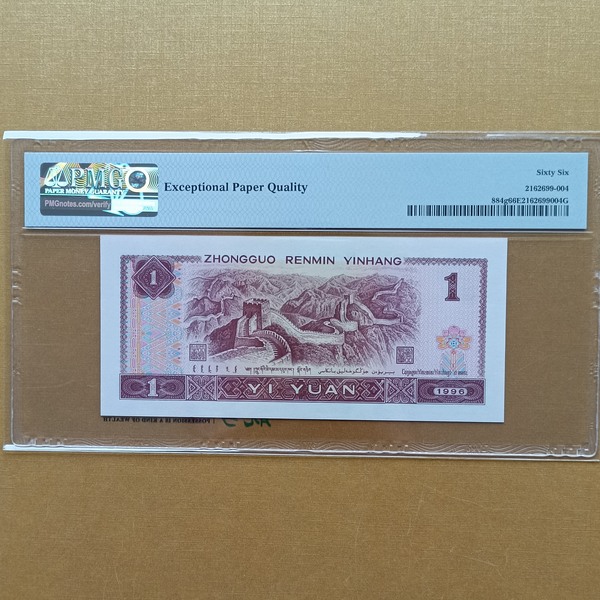 PMG
PAPER MONEY GUARANTY
PMGnotes.com/verify
Exceptional Paper Quality
Sixty Six
2162699-004
884g66E2162699004G
ZHONGGUO RENMIN YINHANG
1
1
1
YI YUAN
1996